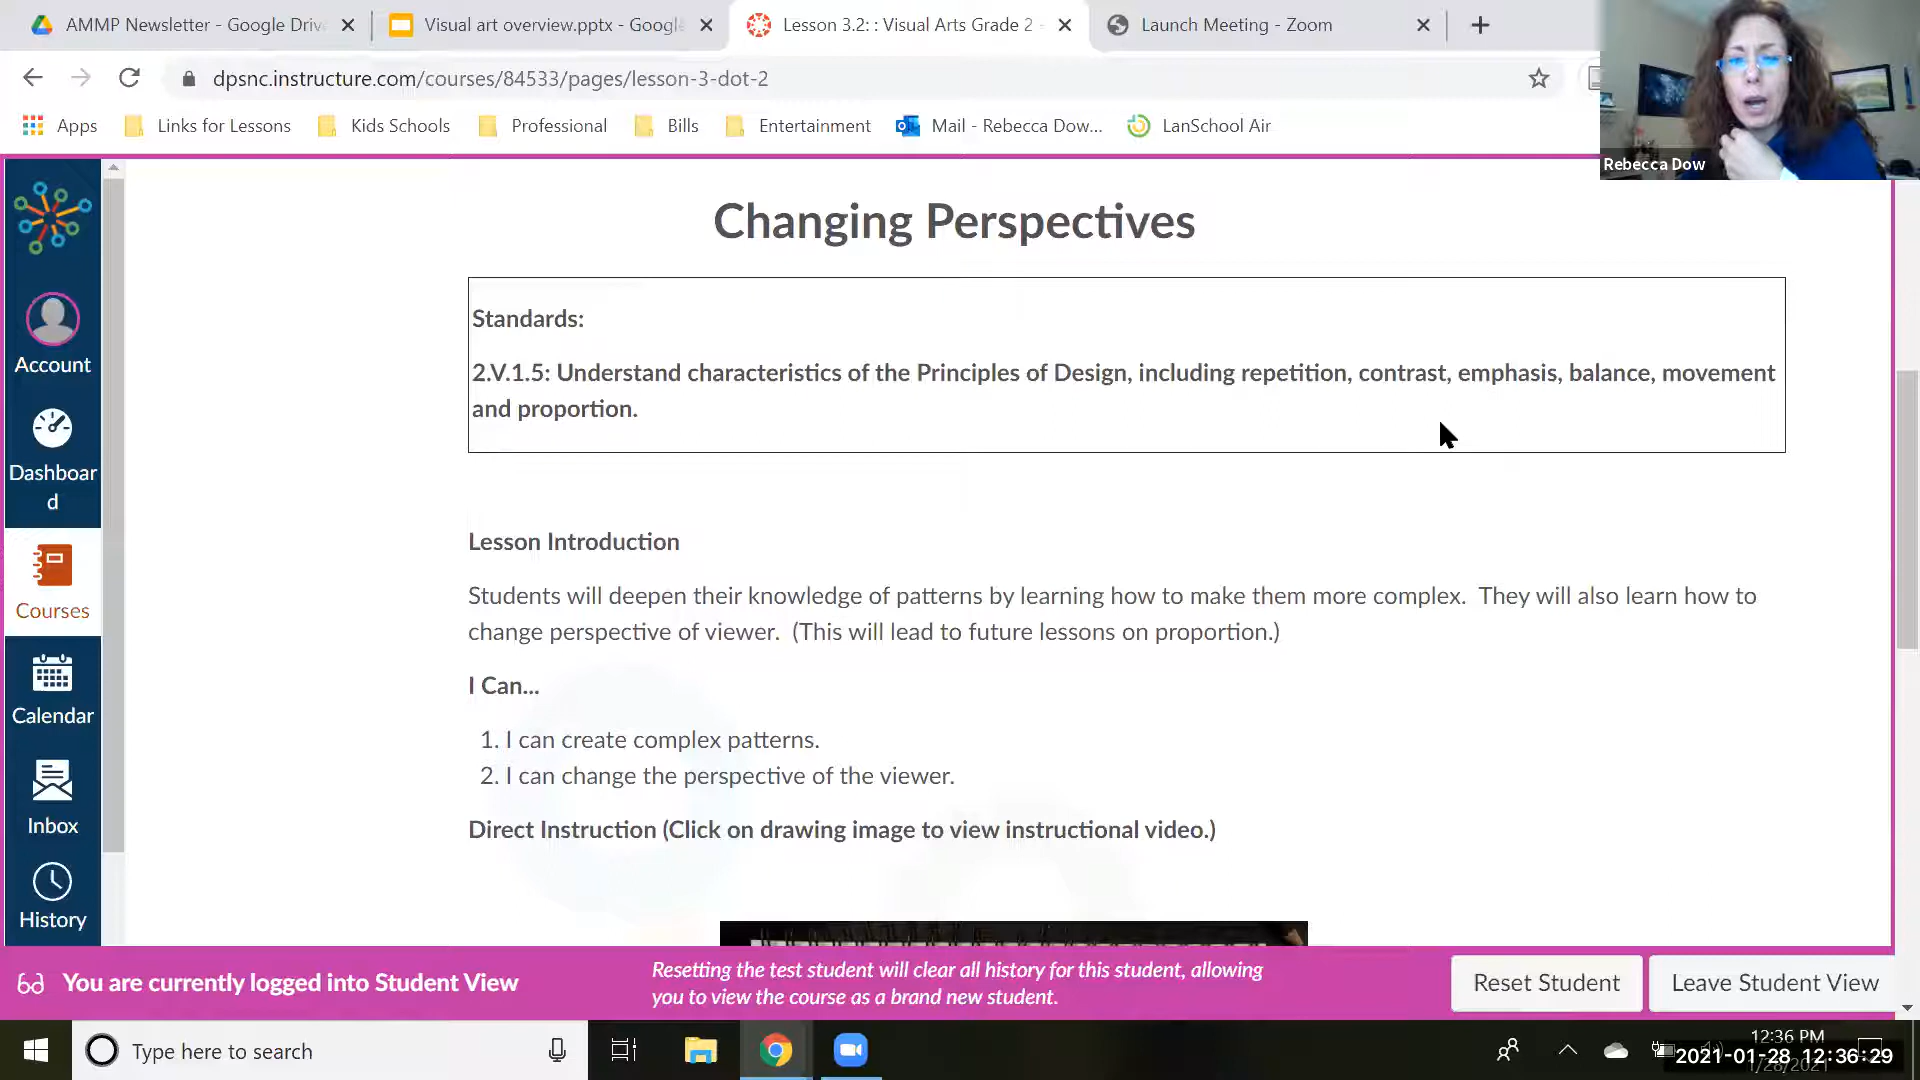 AMMP Newsletter - Google Driv
Visual art overview.pptx - Google
Lesson 3.2: : Visual Arts Grade 2 -
Launch Meeting - Zoom
dpsnc.instructure.com/courses/84533/pages/lesson-3-dot-2
Apps
Links for Lessons
Kids Schools
Professional
Bills
Entertainment
Mail - Rebecca Dow...
LanSchool Air
Rebecca Dow
Changing Perspectives
Standards:
2.V.1.5: Understand characteristics of the Principles of Design, including repetition, contrast, emphasis, balance, movement
and proportion.
Lesson Introduction
Students will deepen their knowledge of patterns by learning how to make them more complex. They will also learn how to
change perspective of viewer. (This will lead to future lessons on proportion.)
I Can...
1. I can create complex patterns.
2. I can change the perspective of the viewer.
Direct Instruction (Click on drawing image to view instructional video.)
Account
Dashboar
d
Courses
Calendar
Inbox
History
You are currently logged into Student View
Resetting the test student will clear all history for this student, allowing
you to view the course as a brand new student.
Reset Student
Leave Student View
Type here to search
12:36 PM
2021-01-28 12:36:29